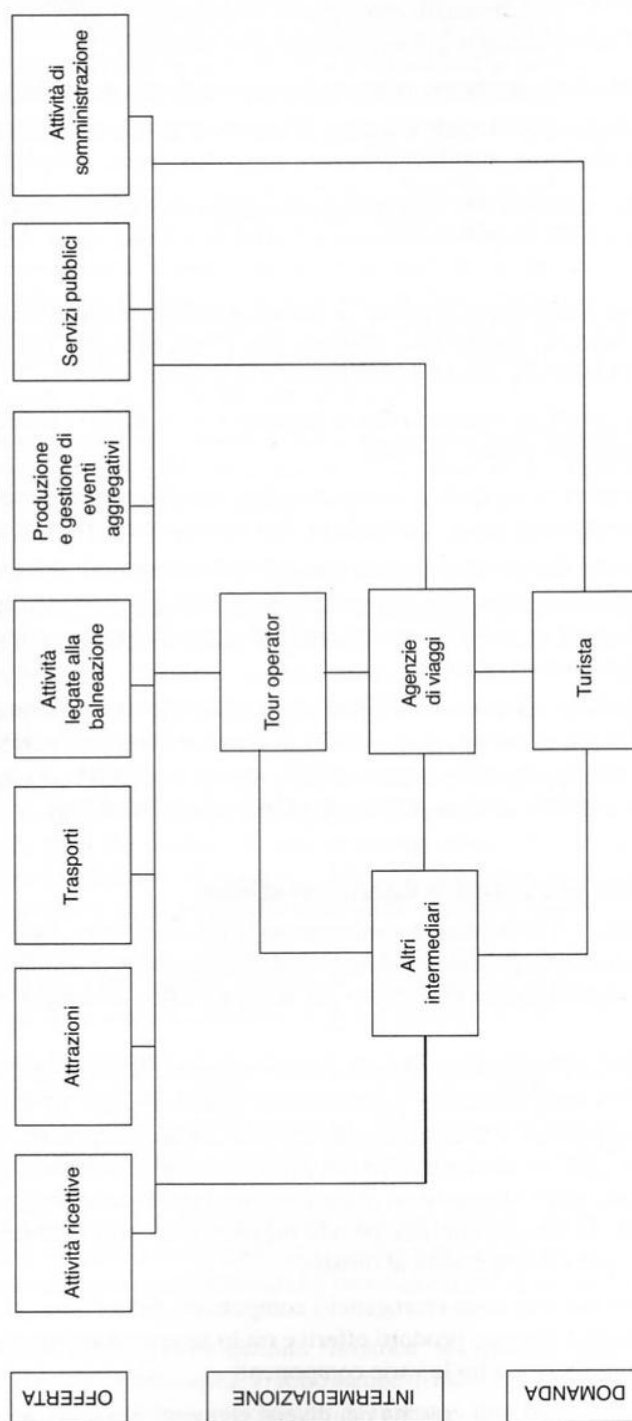 OFFERTA
Attività ricettive
Attrazioni
Trasporti
Attività
legate alla
balneazione
Produzione
e gestione di
eventi
aggregativi
Servizi pubblici
Attività di
somministrazione
INTERMEDIAZIONE
Tour operator
Altri
intermediari
Agenzie
di viaggi
DOMANDA
Turista